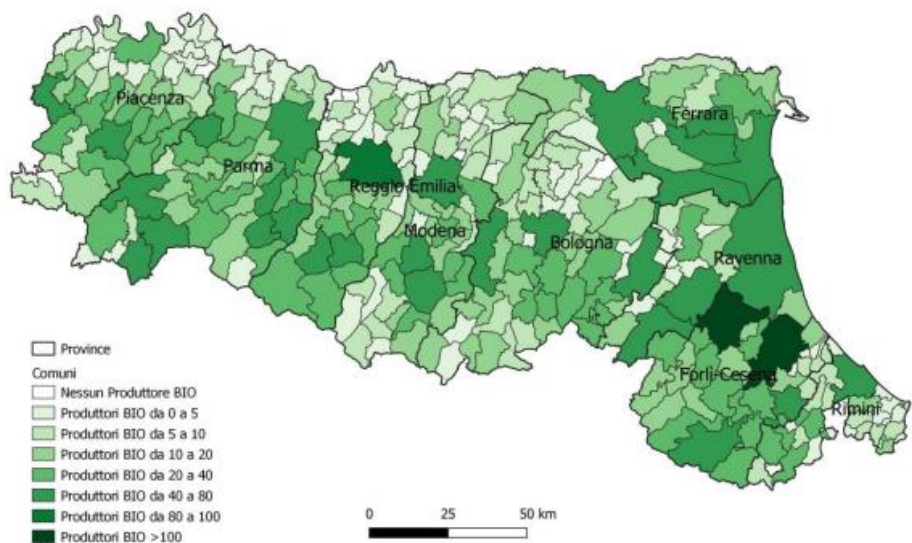 Piacenza
Parma
Reggio Emilia
Modena
Bologna
Ferrara
Ravenna
Forlì-Cesena
Rimini
Province
Comuni
Nessun Produttore BIO
Produttori BIO da 0 a 5
Produttori BIO da 5 a 10
Produttori BIO da 10 a 20
Produttori BIO da 20 a 40
Produttori BIO da 40 a 80
Produttori BIO da 80 a 100
Produttori BIO >100
0 25 50 km